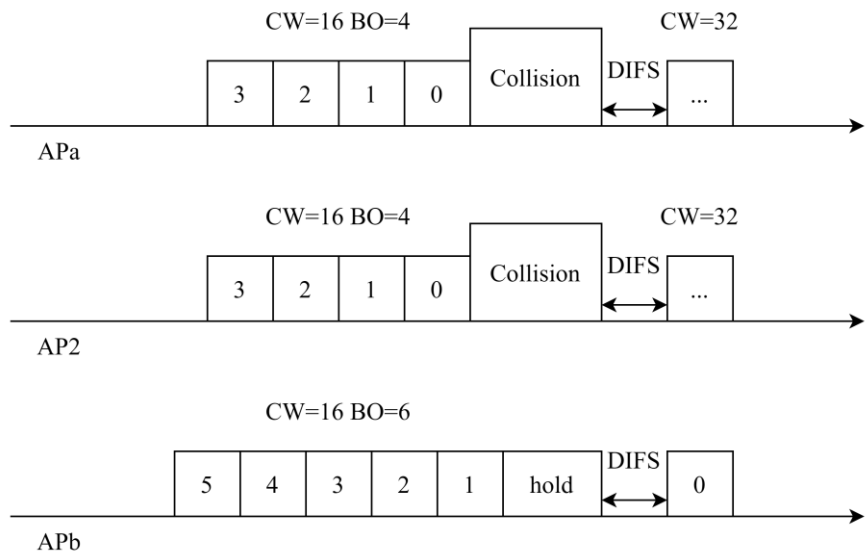 CW=16 BO=4 CW=32
3 2 1 0 Collision DIFS ...
APa
CW=16 BO=4 CW=32
3 2 1 0 Collision DIFS ...
AP2
CW=16 BO=6
5 4 3 2 1 hold DIFS 0
APb